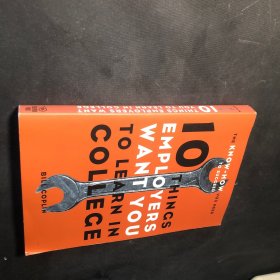 THE KNOW-HOW
10
THINGS
EMPLOYERS
WANT YOU
TO LEARN IN
COLLEGE
BILL COPLIN
10 THINGS EMPLOYERS WANT
YOU TO LEARN IN COLLEGE